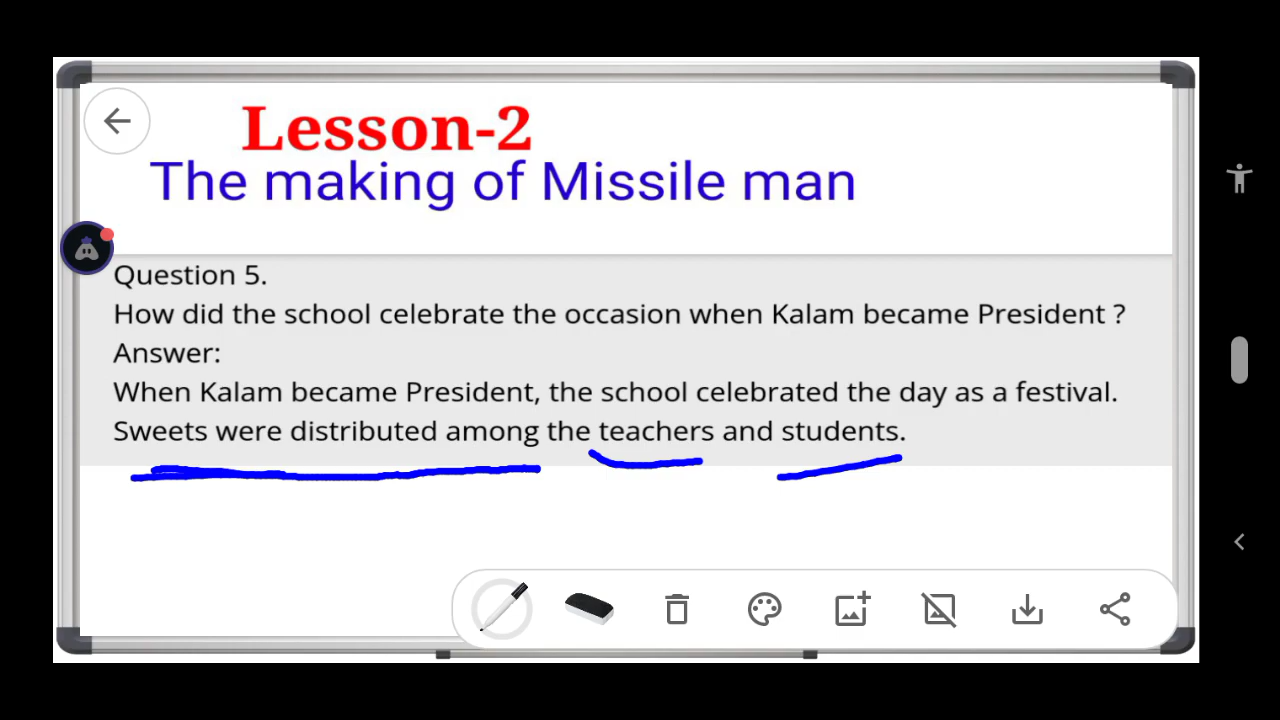 Lesson-2
The making of Missile man
Question 5.
How did the school celebrate the occasion when Kalam became President ?
Answer:
When Kalam became President, the school celebrated the day as a festival.
Sweets were distributed among the teachers and students.